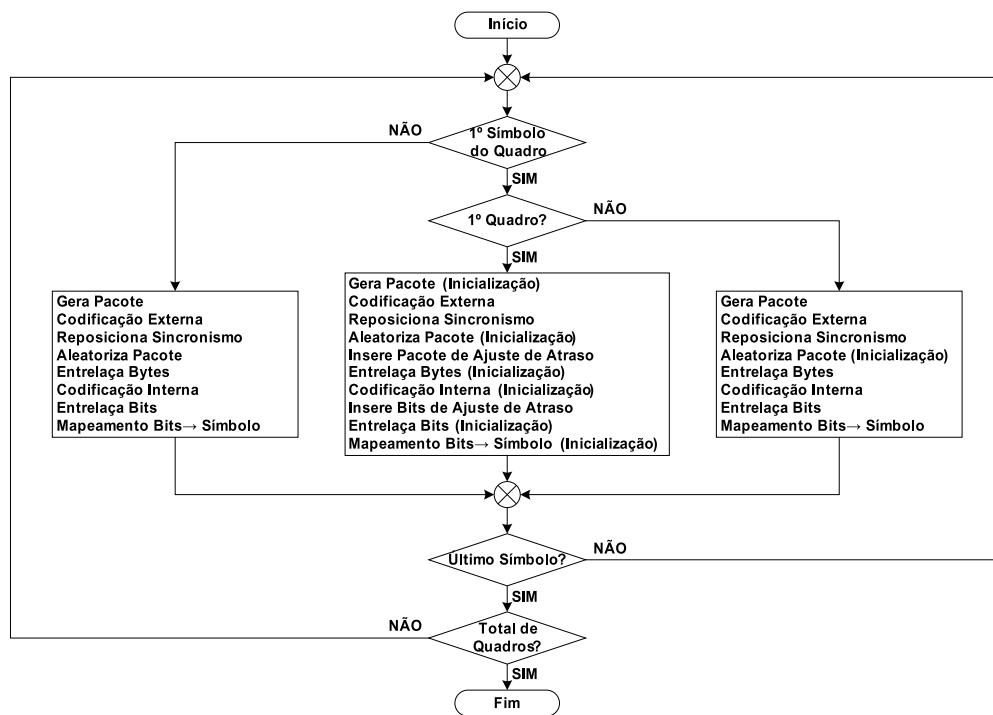 Início
1º Símbolo
do Quadro
NÃO
SIM
1º Quadro?
NÃO
SIM
Gera Pacote
Codificação Externa
Reposiciona Sincronismo
Aleatoriza Pacote
Entrelaça Bytes
Codificação Interna
Entrelaça Bits
Mapeamento Bits→ Símbolo
Gera Pacote (Inicialização)
Codificação Externa
Reposiciona Sincronismo
Aleatoriza Pacote (Inicialização)
Insere Pacote de Ajuste de Atraso
Entrelaça Bytes (Inicialização)
Codificação Interna (Inicialização)
Insere Bits de Ajuste de Atraso
Entrelaça Bits (Inicialização)
Mapeamento Bits→ Símbolo (Inicialização)
Gera Pacote
Codificação Externa
Reposiciona Sincronismo
Aleatoriza Pacote (Inicialização)
Entrelaça Bytes
Codificação Interna
Entrelaça Bits
Mapeamento Bits→ Símbolo
Último Símbolo?
NÃO
SIM
Total de
Quadros?
NÃO
SIM
Fim